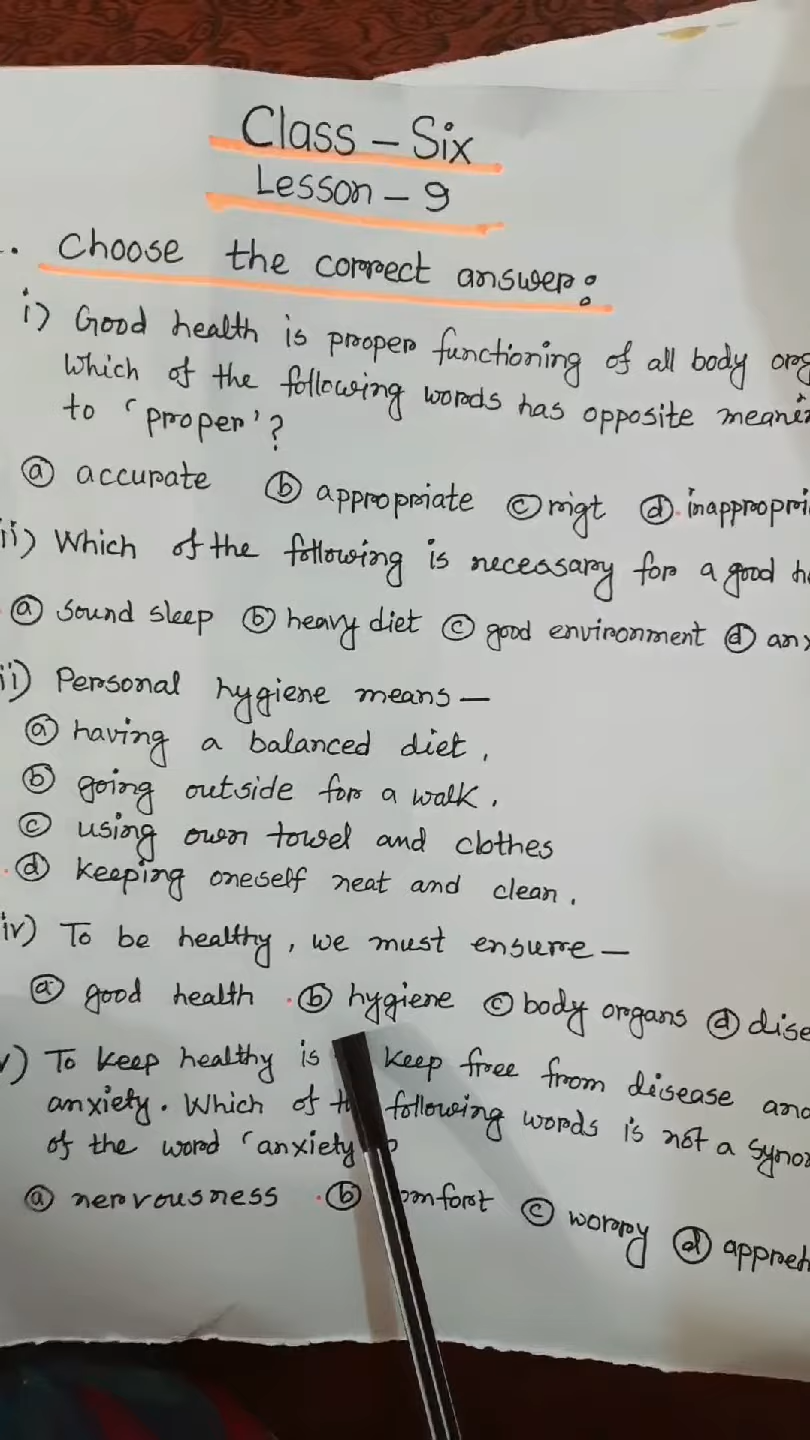 Class - Six
Lesson - 9
. Choose the correct answer:
i) Good health is proper functioning of all body
Which of the following words has opposite
to 'proper'?
ⓐ accurate ⓑ appropriate ⓒ rigt ⓓ
ii) Which of the following is necessary for a good
ⓐ sound sleep ⓑ heavy diet ⓒ good environment ⓓ
ii) Personal hygiene means —
ⓐ having a balanced diet,
ⓑ going outside for a walk.
ⓒ using own towel and clothes
ⓓ keeping oneself neat and clean.
iv) To be healthy, we must ensure —
ⓐ good health ⓑ hygiene ⓒ body organs ⓓ
v) To keep healthy is keep free from disease and
anxiety. Which of following words is not a
of the word 'anxiety
ⓐ nervousness ⓑ ⓒ worry ⓓ